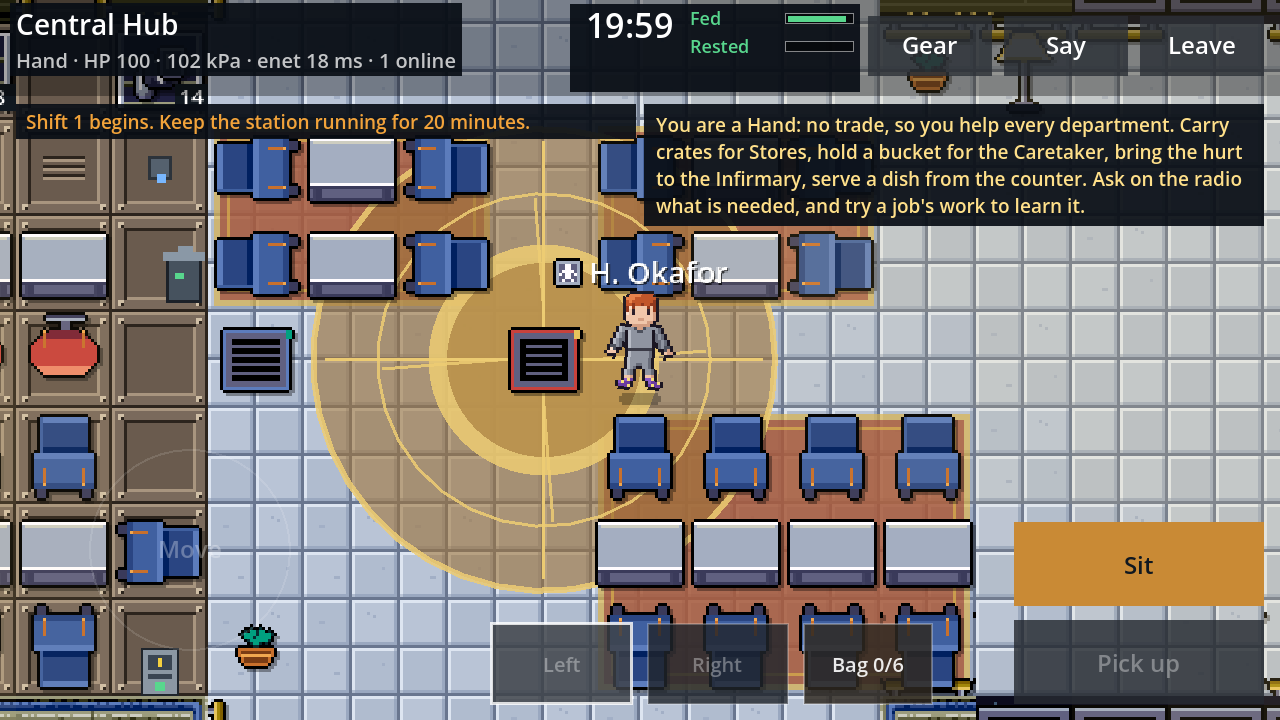 Central Hub
Hand · HP 100 · 102 kPa · enet 18 ms · 1 online
19:59
Fed
Rested
Gear
Say
Leave
14
Shift 1 begins. Keep the station running for 20 minutes.
You are a Hand: no trade, so you help every department. Carry
crates for Stores, hold a bucket for the Caretaker, bring the hurt
to the Infirmary, serve a dish from the counter. Ask on the radio
what is needed, and try a job's work to learn it.
H. Okafor
Move
Sit
Left
Right
Bag 0/6
Pick up